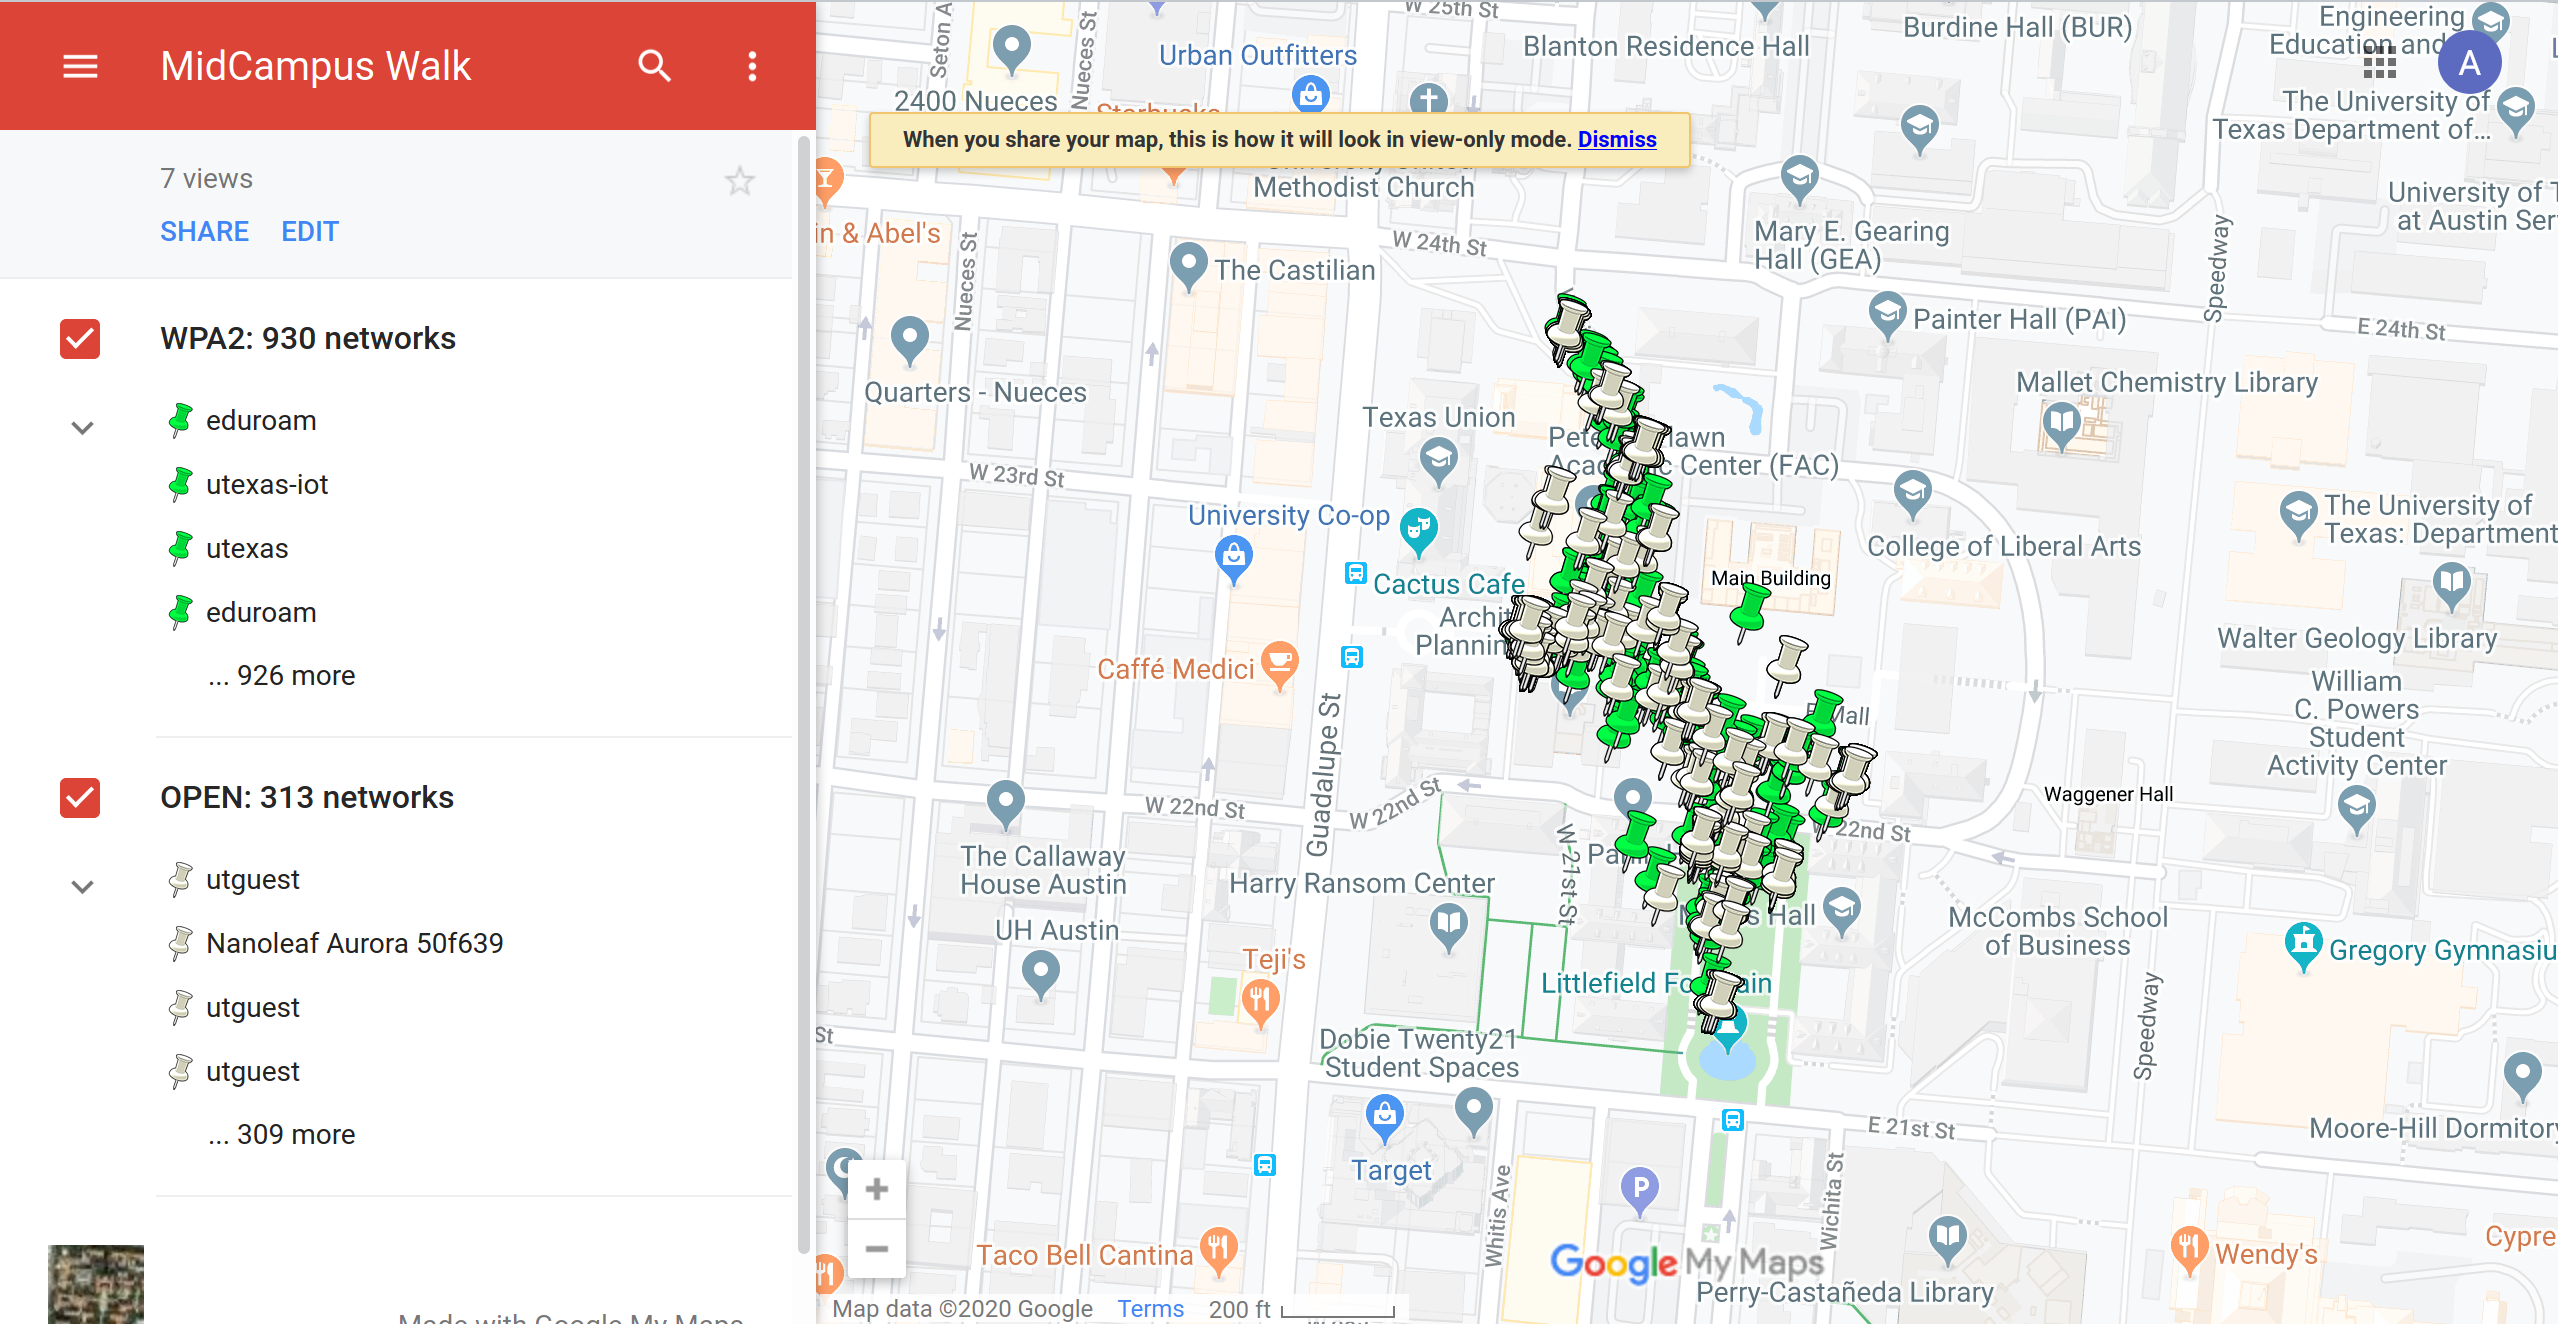 MidCampus Walk
7 views
SHARE EDIT
WPA2: 930 networks
eduroam
utexas-iot
utexas
eduroam
... 926 more
OPEN: 313 networks
utguest
Nanoleaf Aurora 50f639
utguest
utguest
... 309 more
Made with Google My Maps
When you share your map, this is how it will look in view-only mode. Dismiss
W 25th St
Seton A
Nueces St
Urban Outfitters
Blanton Residence Hall
Burdine Hall (BUR)
Engineering
Education and
A
2400 Nueces
Starbucks
The University of
Texas Department of...
University United
Methodist Church
University of T
at Austin Ser
in & Abel's
Nueces St
The Castilian
W 24th St
Mary E. Gearing
Hall (GEA)
Speedway
Painter Hall (PAI)
E 24th St
Quarters - Nueces
Texas Union
Mallet Chemistry Library
Center (FAC)
W 23rd St
University Co-op
The University of
Texas: Department
College of Liberal Arts
Main Building
Cactus Cafe
Archit
Plannin
Walter Geology Library
Caffé Medici
William
C. Powers
Student
Activity Center
Mall
Guadalupe St
W 22nd St
W 22nd St
Waggener Hall
22nd St
The Callaway
House Austin
W 21st St
Harry Ransom Center
UH Austin
s Hall
McCombs School
of Business
Teji's
Gregory Gymnasiu
Littlefield Fo ain
St
Dobie Twenty21
Student Spaces
Speedway
Target
P
E 21st St
Moore-Hill Dormitory
Whitis Ave
Wichita St
Taco Bell Cantina
Google My Maps
Perry-Castañeda Library
Wendy's
Cypre
+
−
Map data ©2020 Google Terms 200 ft